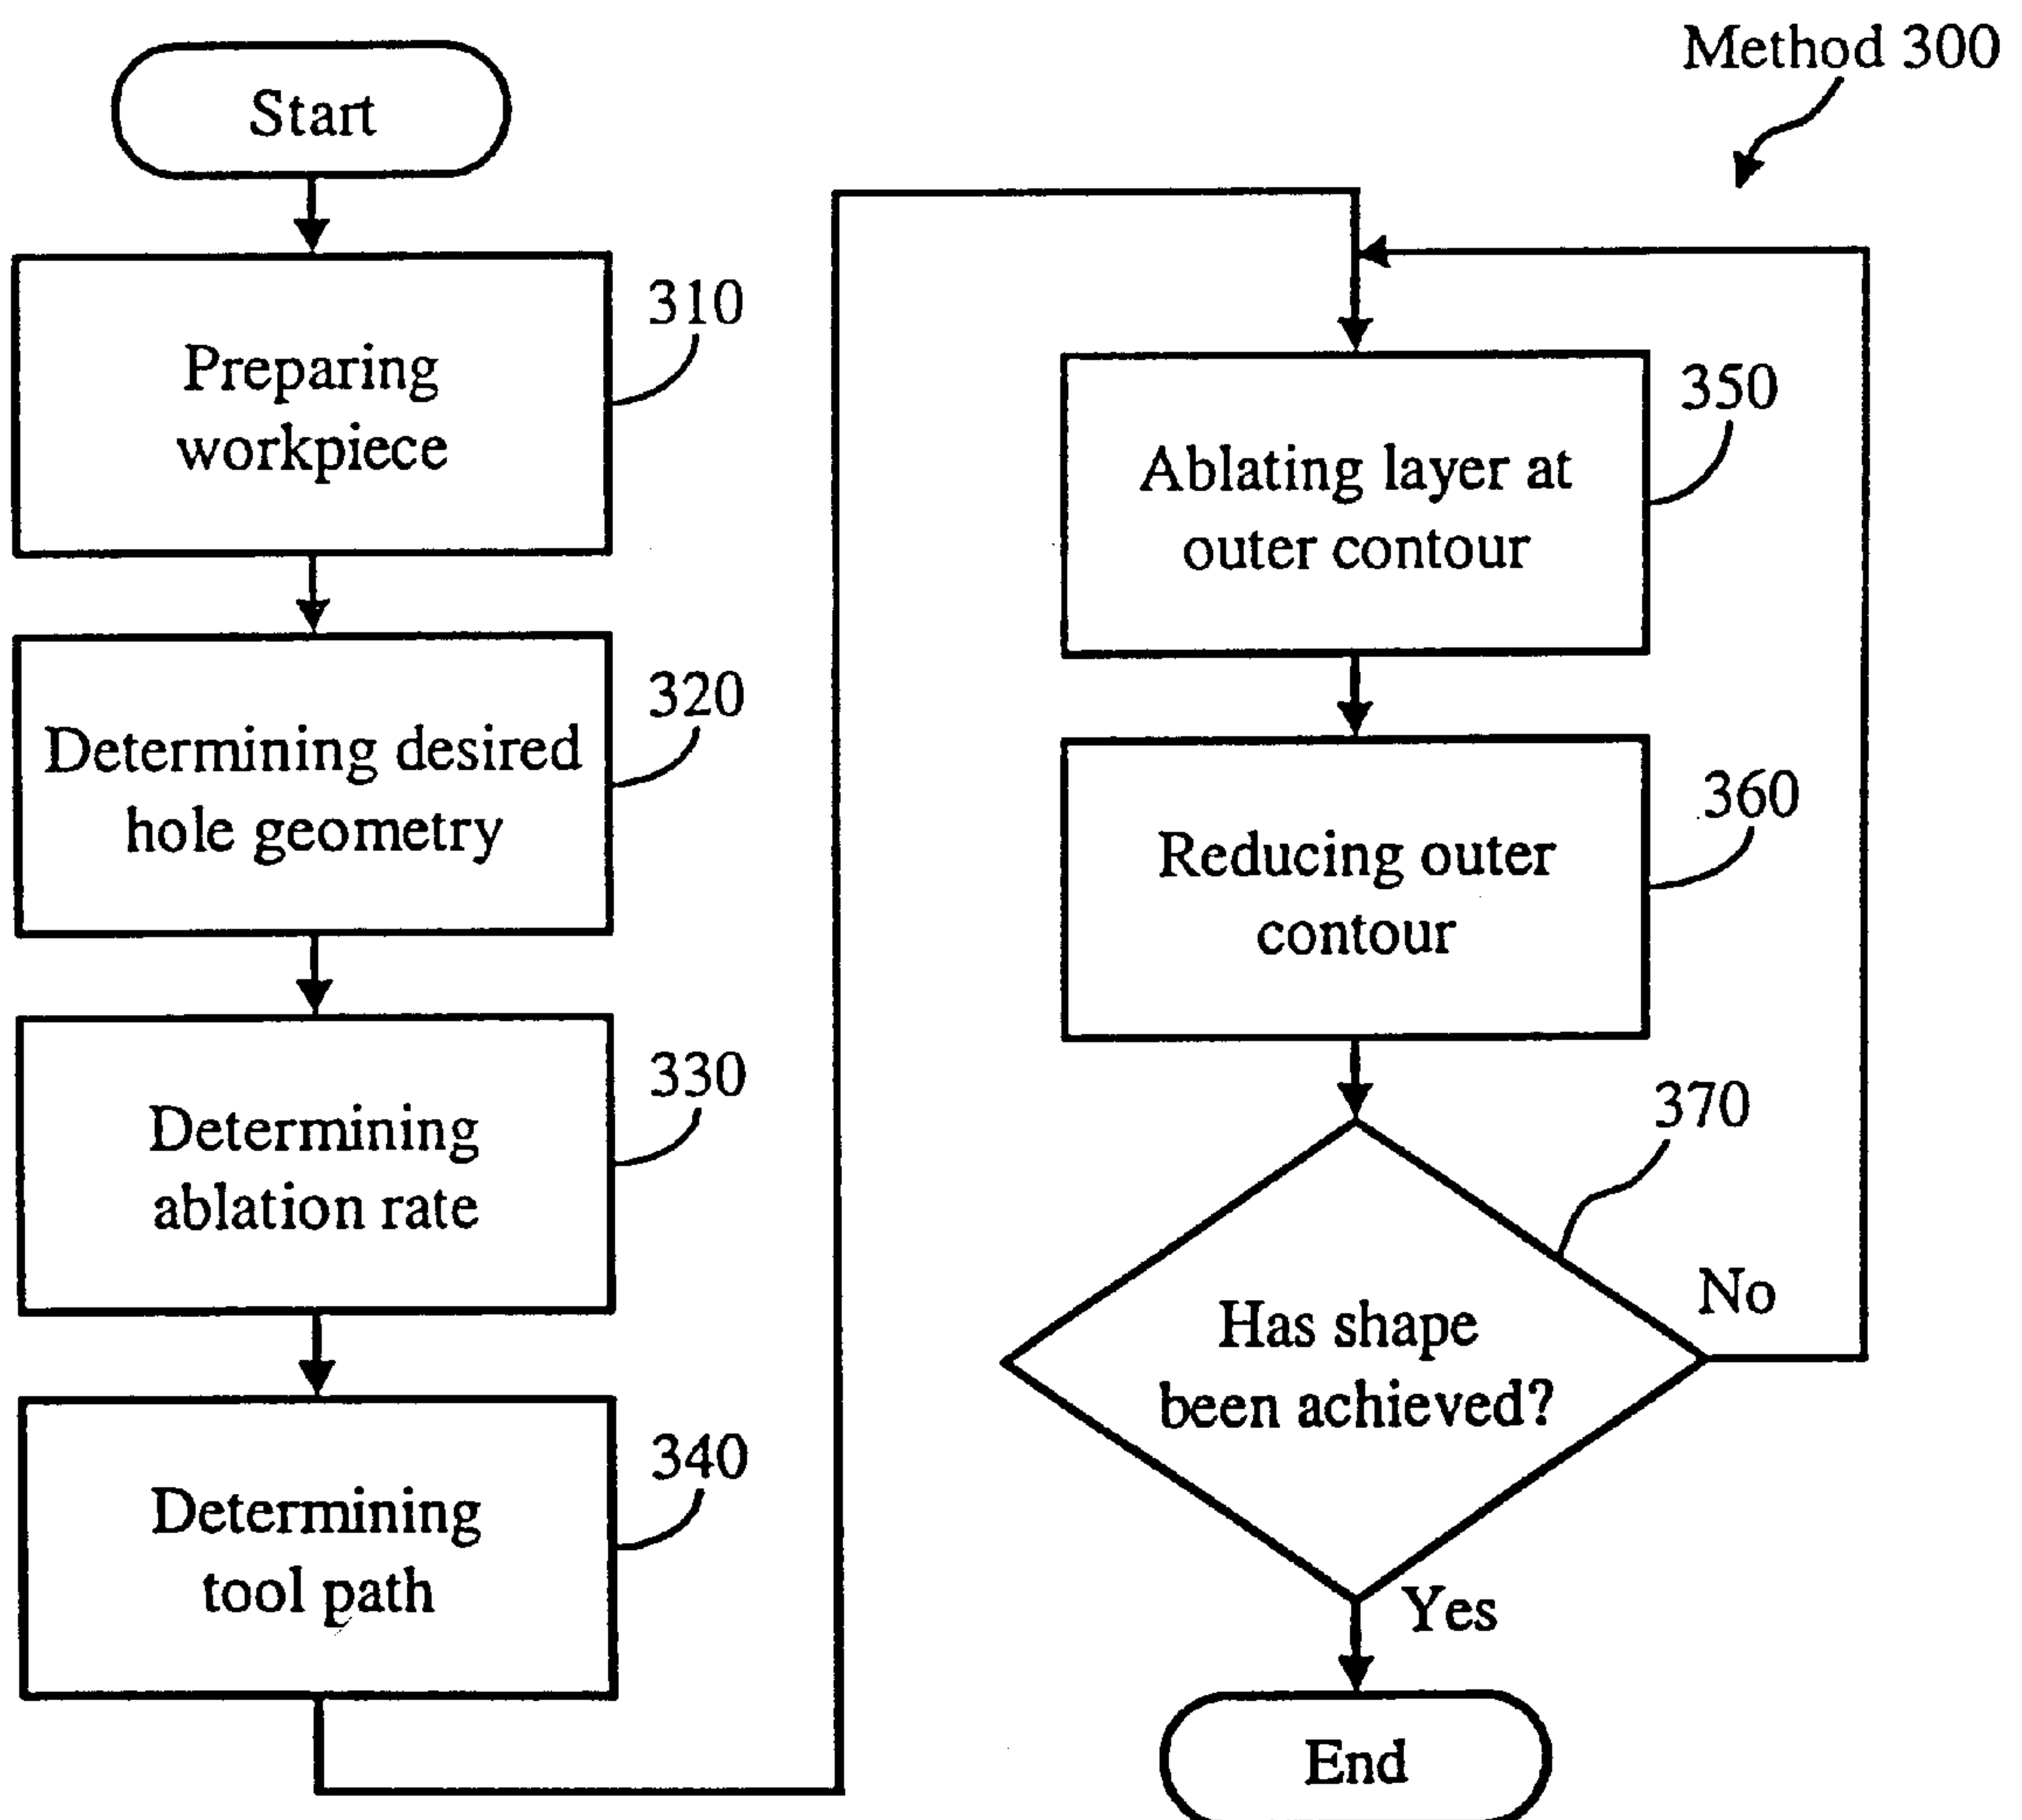 Method 300
Start
310
Preparing
workpiece
320
Determining desired
hole geometry
330
Determining
ablation rate
340
Determining
tool path
350
Ablating layer at
outer contour
360
Reducing outer
contour
370
Has shape
been achieved?
No
Yes
End